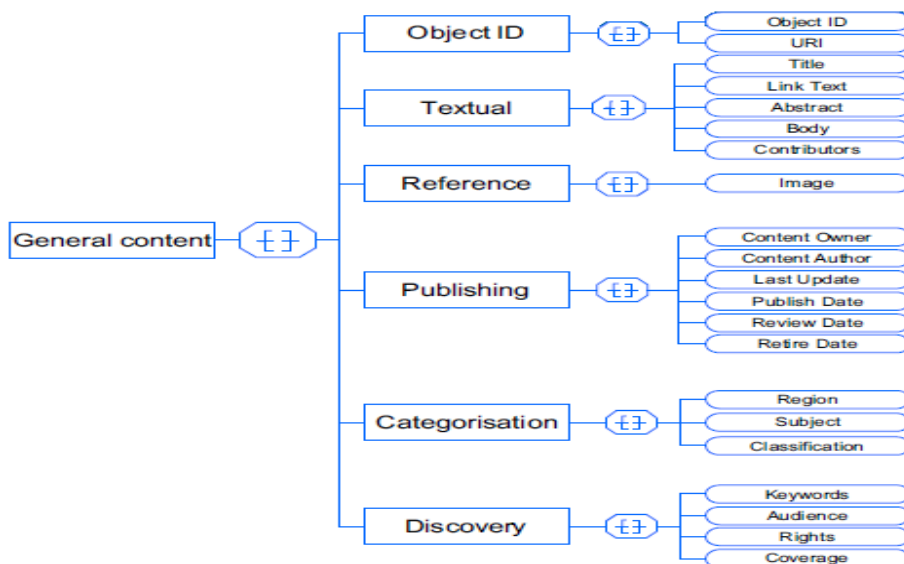 General content
Object ID
Object ID
URI
Textual
Title
Link Text
Abstract
Body
Contributors
Reference
Image
Publishing
Content Owner
Content Author
Last Update
Publish Date
Review Date
Retire Date
Categorisation
Region
Subject
Classification
Discovery
Keywords
Audience
Rights
Coverage